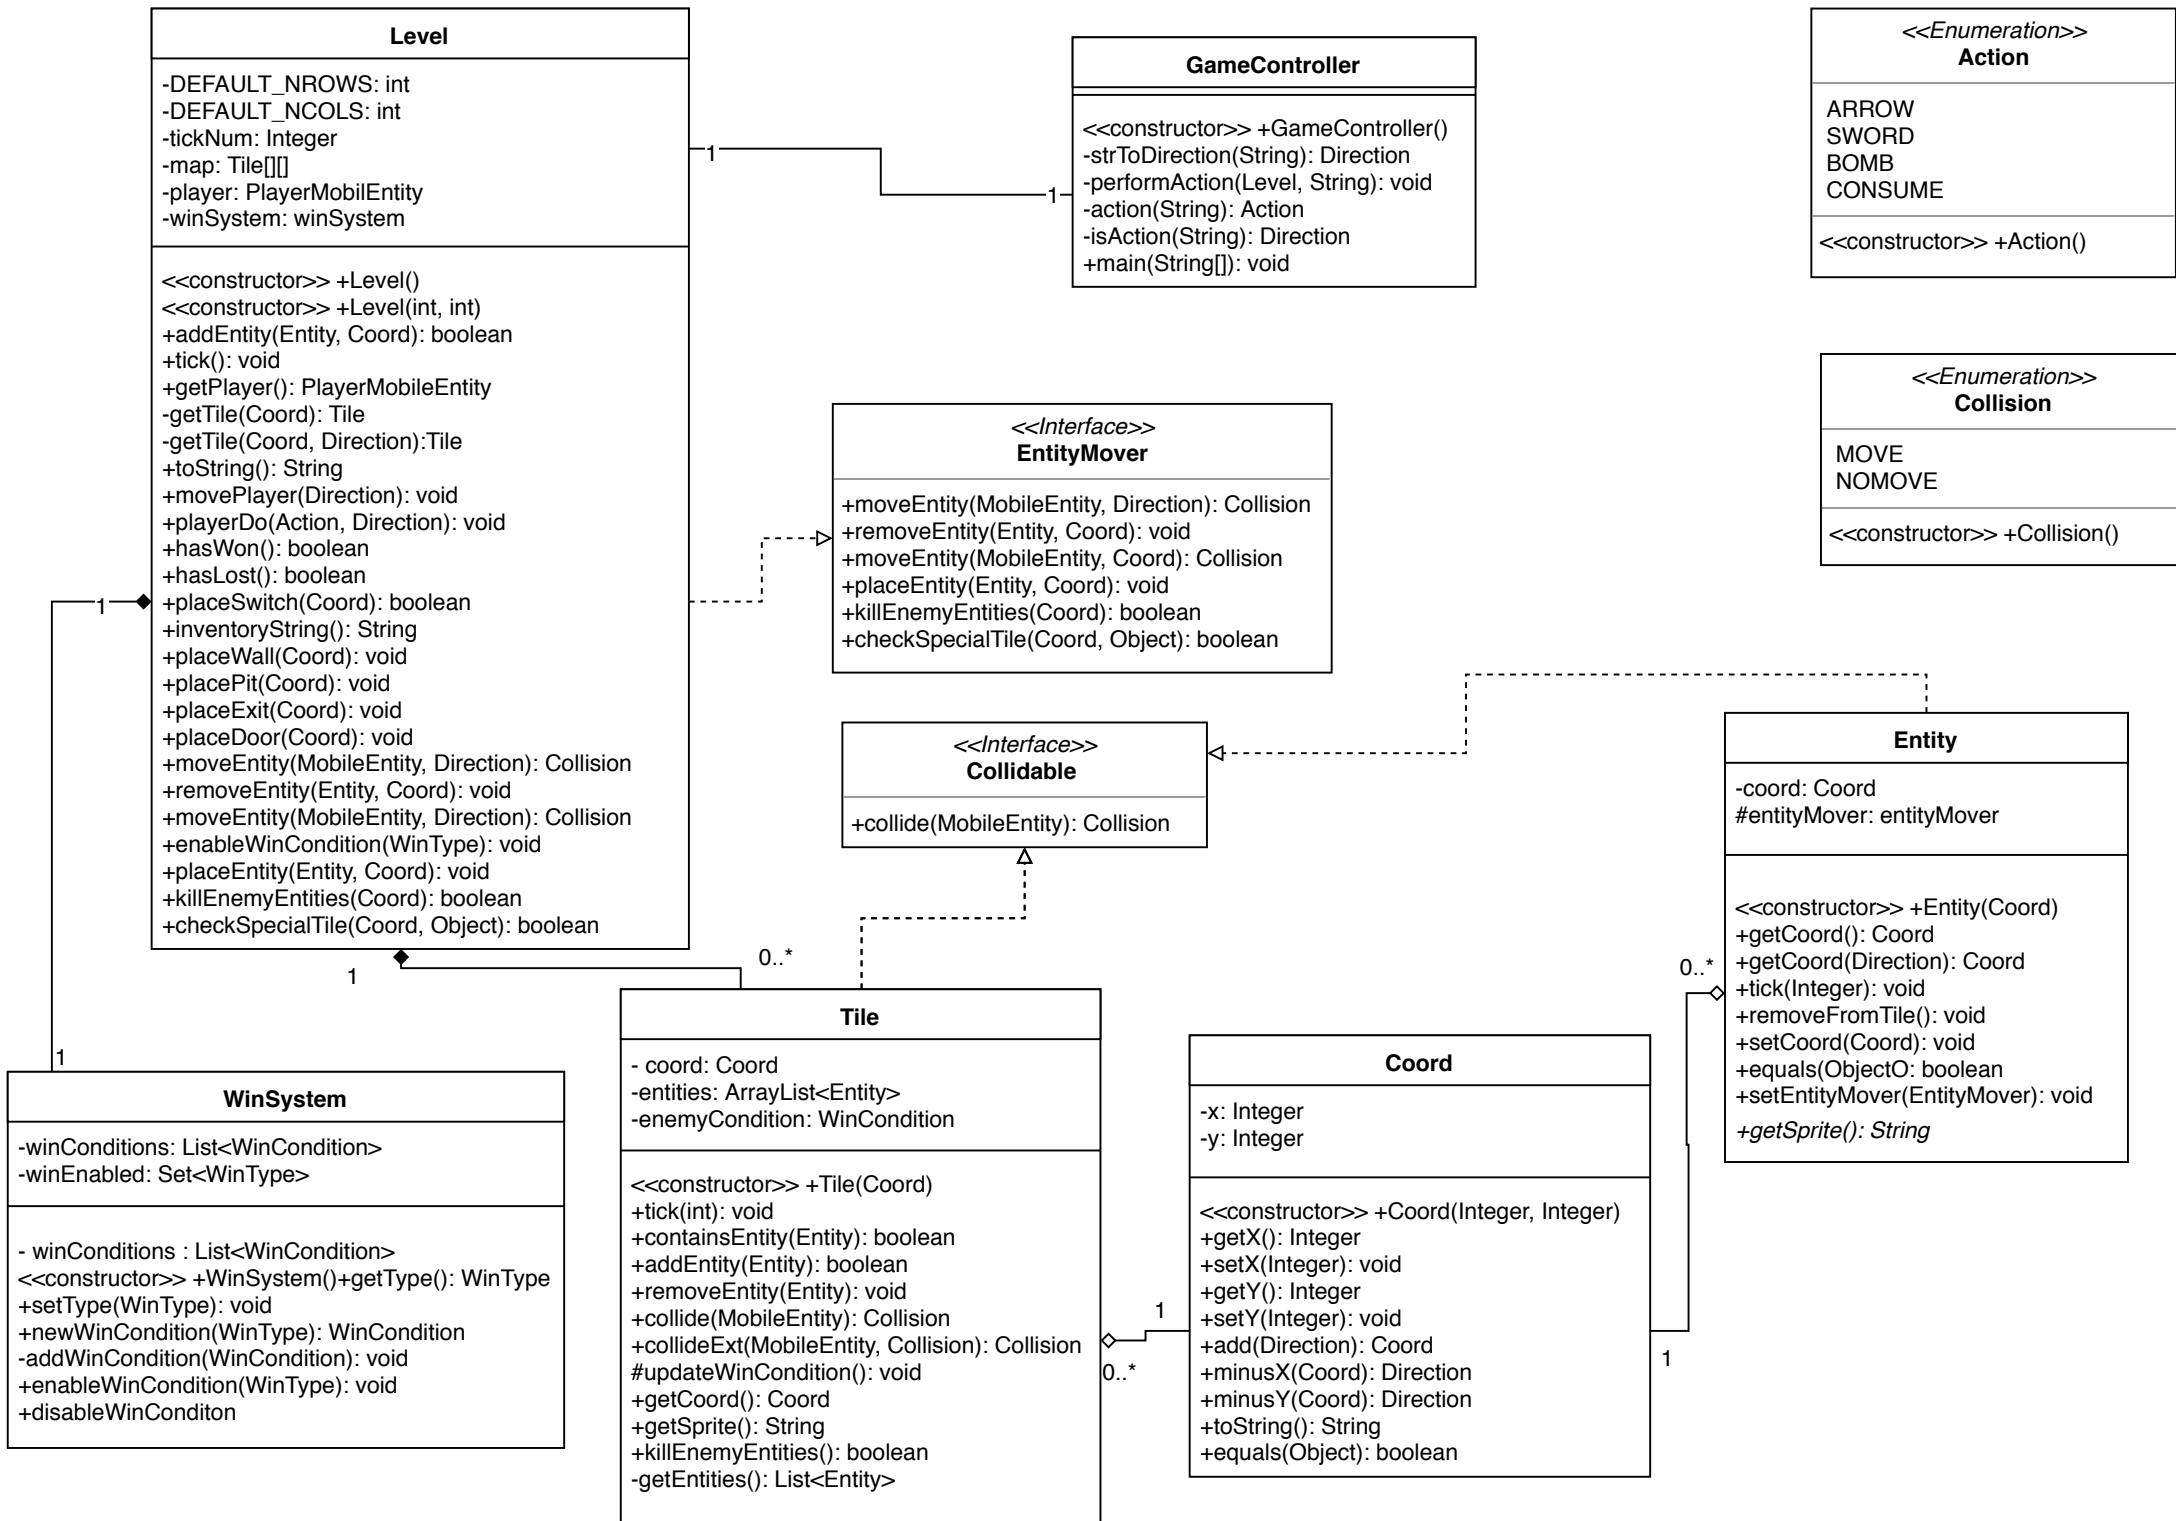 Level
-DEFAULT_NROWS: int
-DEFAULT_NCOLS: int
-tickNum: Integer
-map: Tile[][]
-player: PlayerMobilEntity
-winSystem: winSystem
<<constructor>> +Level()
<<constructor>> +Level(int, int)
+addEntity(Entity, Coord): boolean
+tick(): void
+getPlayer(): PlayerMobileEntity
-getTile(Coord): Tile
-getTile(Coord, Direction):Tile
+toString(): String
+movePlayer(Direction): void
+playerDo(Action, Direction): void
+hasWon(): boolean
+hasLost(): boolean
+placeSwitch(Coord): boolean
+inventoryString(): String
+placeWall(Coord): void
+placePit(Coord): void
+placeExit(Coord): void
+placeDoor(Coord): void
+moveEntity(MobileEntity, Direction): Collision
+removeEntity(Entity, Coord): void
+moveEntity(MobileEntity, Direction): Collision
+enableWinCondition(WinType): void
+placeEntity(Entity, Coord): void
+killEnemyEntities(Coord): boolean
+checkSpecialTile(Coord, Object): boolean
1
1
GameController
<<constructor>> +GameController()
-strToDirection(String): Direction
-performAction(Level, String): void
-action(String): Action
-isAction(String): Direction
+main(String[]): void
<<Enumeration>>
Action
ARROW
SWORD
BOMB
CONSUME
<<constructor>> +Action()
<<Enumeration>>
Collision
MOVE
NOMOVE
<<constructor>> +Collision()
<<Interface>>
EntityMover
+moveEntity(MobileEntity, Direction): Collision
+removeEntity(Entity, Coord): void
+moveEntity(MobileEntity, Coord): Collision
+placeEntity(Entity, Coord): void
+killEnemyEntities(Coord): boolean
+checkSpecialTile(Coord, Object): boolean
<<Interface>>
Collidable
+collide(MobileEntity): Collision
Entity
-coord: Coord
#entityMover: entityMover
<<constructor>> +Entity(Coord)
+getCoord(): Coord
+getCoord(Direction): Coord
+tick(Integer): void
+removeFromTile(): void
+setCoord(Coord): void
+equals(ObjectO: boolean
+setEntityMover(EntityMover): void
+getSprite(): String
0..*
1
1
1
1
0..*
WinSystem
-winConditions: List<WinCondition>
-winEnabled: Set<WinType>
- winConditions : List<WinCondition>
<<constructor>> +WinSystem()+getType(): WinType
+setType(WinType): void
+newWinCondition(WinType): WinCondition
-addWinCondition(WinCondition): void
+enableWinCondition(WinType): void
+disableWinConditon
Tile
- coord: Coord
-entities: ArrayList<Entity>
-enemyCondition: WinCondition
<<constructor>> +Tile(Coord)
+tick(int): void
+containsEntity(Entity): boolean
+addEntity(Entity): boolean
+removeEntity(Entity): void
+collide(MobileEntity): Collision
+collideExt(MobileEntity, Collision): Collision
#updateWinCondition(): void
+getCoord(): Coord
+getSprite(): String
+killEnemyEntities(): boolean
-getEntities(): List<Entity>
1
0..*
Coord
-x: Integer
-y: Integer
<<constructor>> +Coord(Integer, Integer)
+getX(): Integer
+setX(Integer): void
+getY(): Integer
+setY(Integer): void
+add(Direction): Coord
+minusX(Coord): Direction
+minusY(Coord): Direction
+toString(): String
+equals(Object): boolean